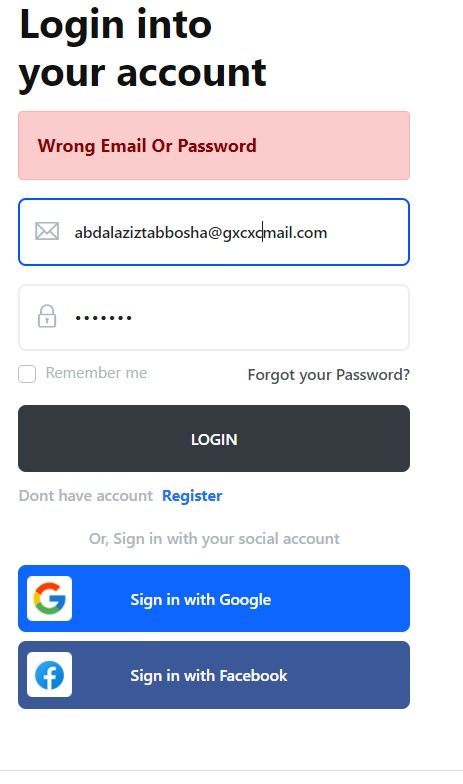 Login into
your account
Wrong Email Or Password
abdalaziztabbosha@gxcxcmail.com
•••••••
Remember me
Forgot your Password?
LOGIN
Dont have account Register
Or, Sign in with your social account
Sign in with Google
Sign in with Facebook